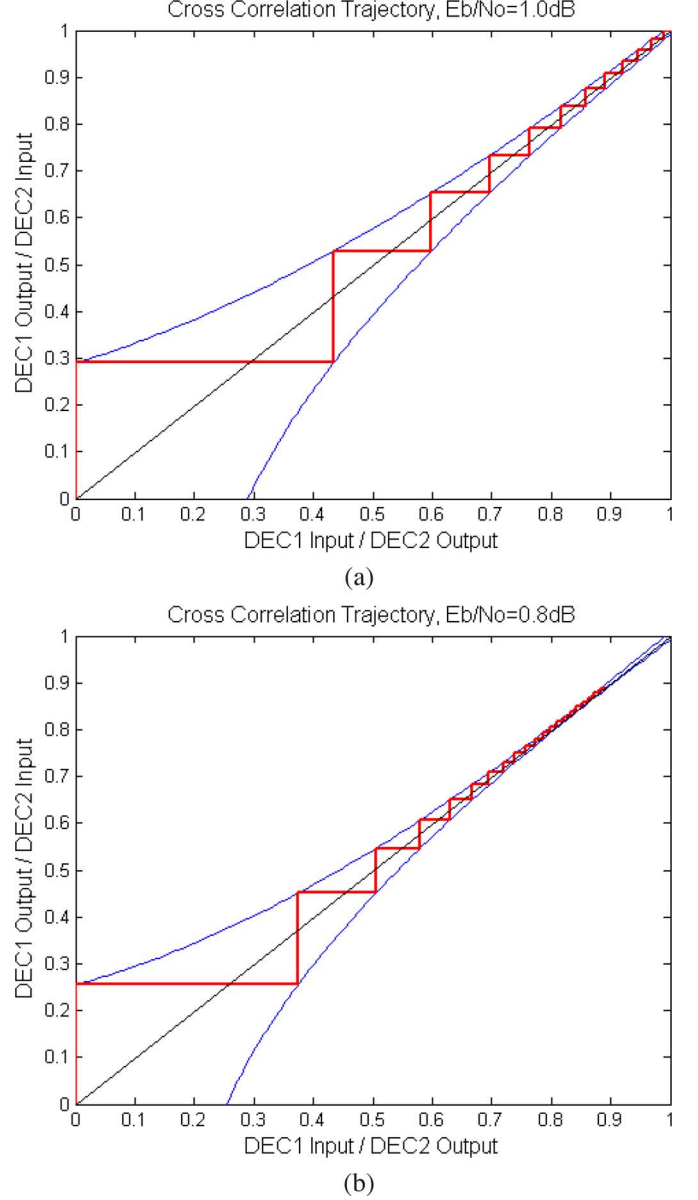 Cross Correlation Trajectory, Eb/No=1.0dB
1
0.9
0.8
0.7
0.6
0.5
0.4
0.3
0.2
0.1
0
DEC1 Output / DEC2 Input
0 0.1 0.2 0.3 0.4 0.5 0.6 0.7 0.8 0.9 1
DEC1 Input / DEC2 Output
(a)
Cross Correlation Trajectory, Eb/No=0.8dB
1
0.9
0.8
0.7
0.6
0.5
0.4
0.3
0.2
0.1
0
DEC1 Output / DEC2 Input
0 0.1 0.2 0.3 0.4 0.5 0.6 0.7 0.8 0.9 1
DEC1 Input / DEC2 Output
(b)